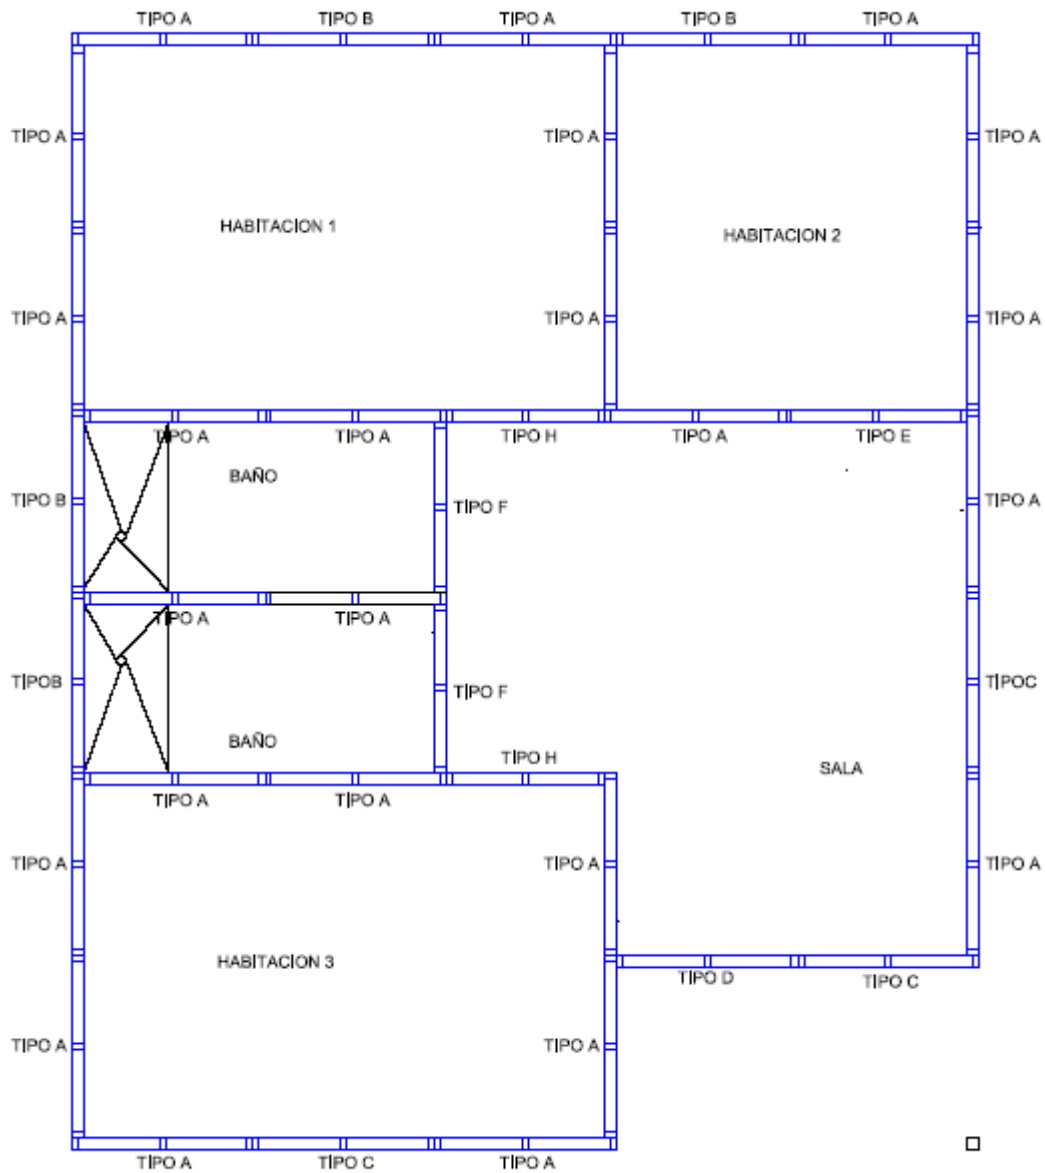 TIPO A TIPO B TIPO A TIPO B TIPO A
TIPO A TIPO A TIPO A
HABITACION 1
HABITACION 2
TIPO A TIPO A TIPO A
TIPO A TIPO A TIPO H TIPO A TIPO E
BAÑO
TIPO B TIPO F TIPO A
TIPO A TIPO A
TIPOB TIPO F TIPOC
BAÑO
TIPO H
SALA
TIPO A TIPO A
TIPO A TIPO A TIPO A
HABITACION 3
TIPO D TIPO C
TIPO A TIPO A
TIPO A TIPO C TIPO A